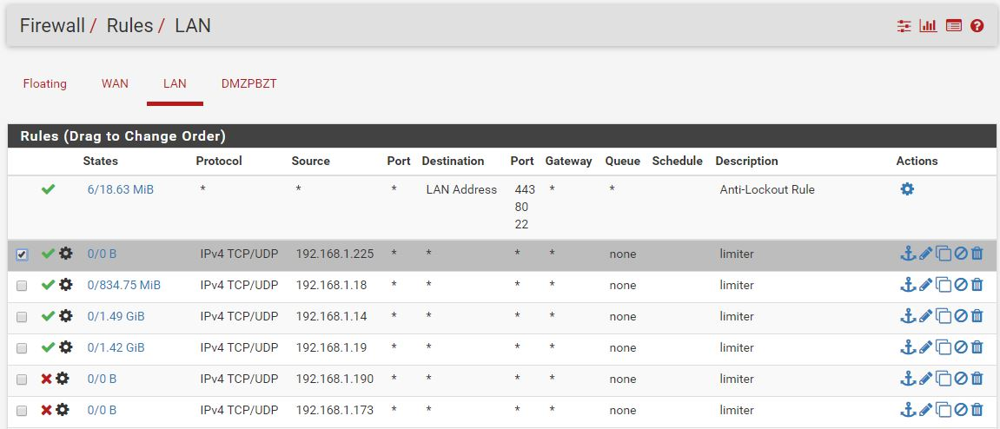 Firewall / Rules / LAN
Floating WAN LAN DMZPBZT
Rules (Drag to Change Order)
States Protocol Source Port Destination Port Gateway Queue Schedule Description Actions
6/18.63 MiB * * * LAN Address 443 * * Anti-Lockout Rule
80
22
0/0 B IPv4 TCP/UDP 192.168.1.225 * * * * none limiter
0/834.75 MiB IPv4 TCP/UDP 192.168.1.18 * * * * none limiter
0/1.49 GiB IPv4 TCP/UDP 192.168.1.14 * * * * none limiter
0/1.42 GiB IPv4 TCP/UDP 192.168.1.19 * * * * none limiter
0/0 B IPv4 TCP/UDP 192.168.1.190 * * * * none limiter
0/0 B IPv4 TCP/UDP 192.168.1.173 * * * * none limiter